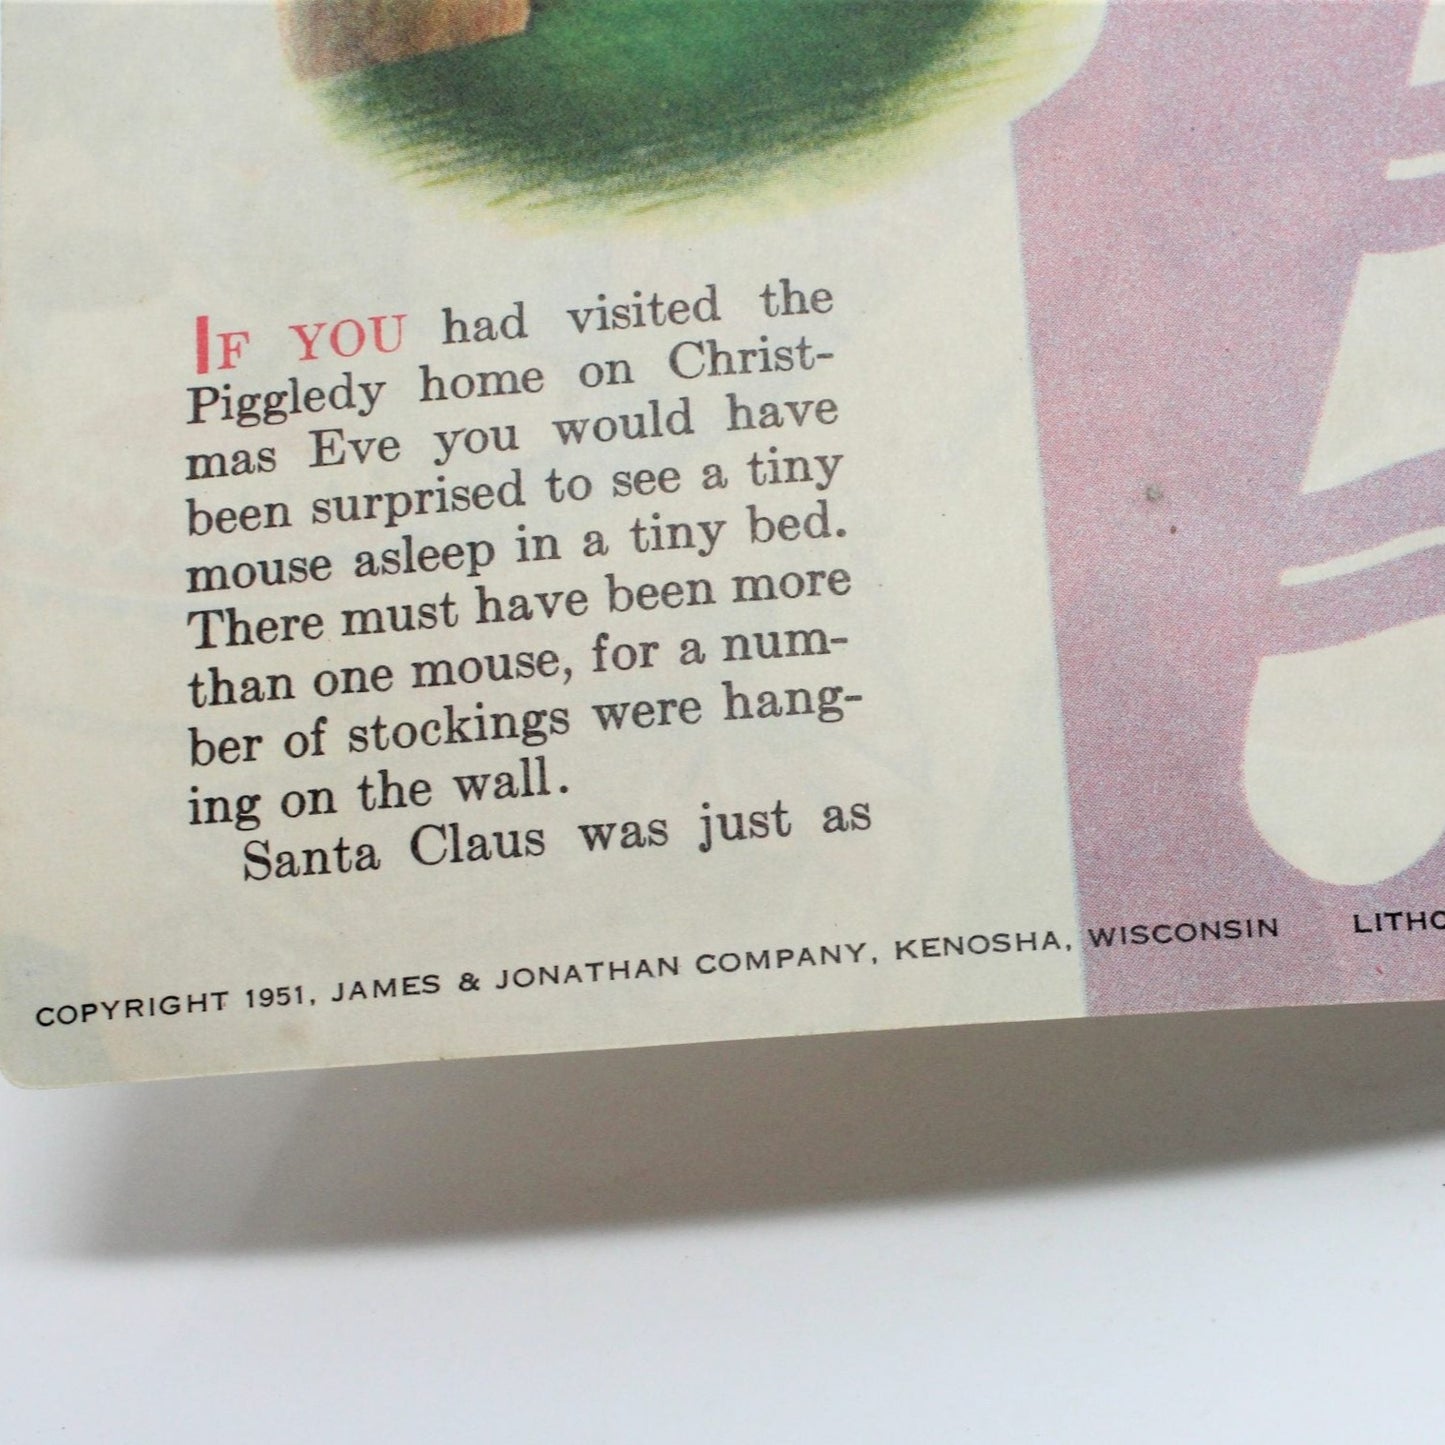 IF YOU had visited the
Piggledy home on Christ-
mas Eve you would have
been surprised to see a tiny
mouse asleep in a tiny bed.
There must have been more
than one mouse, for a num-
ber of stockings were hang-
ing on the wall.
Santa Claus was just as
COPYRIGHT 1951, JAMES & JONATHAN COMPANY, KENOSHA, WISCONSIN